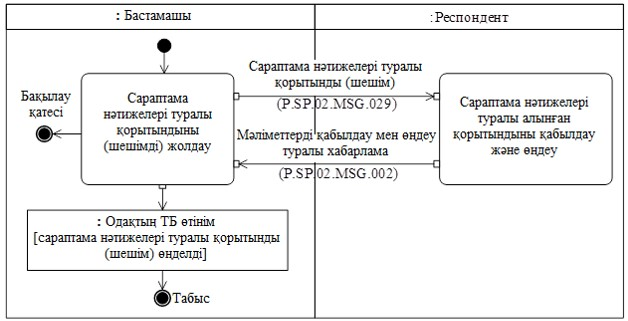 : Бастамашы
:Респондент
Сараптама нәтижелері туралы
қорытынды (шешім)
(P.SP.02.MSG.029)
Бақылау
қатесі
Сараптама
нәтижелері туралы
қорытындыны
(шешімді) жолдау
Сараптама нәтижелері
туралы алынған
қорытындыны қабылдау
және өңдеу
Мәліметтерді қабылдау мен өңдеу
туралы хабарлама
(P.SP.02.MSG.002)
: Одақтың ТБ өтінім
[сараптама нәтижелері туралы қорытынды
(шешім) өңделді]
Табыс